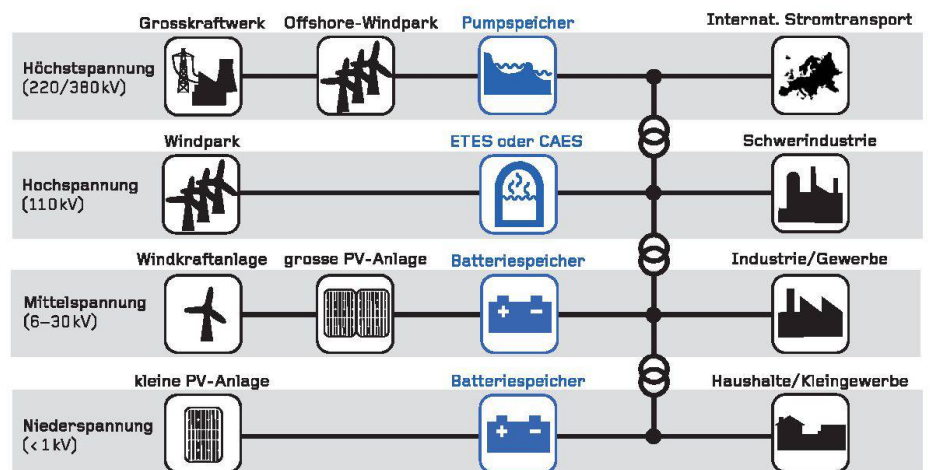 Grosskraftwerk Offshore-Windpark Pumpspeicher Internat. Stromtransport
Höchstspannung
(220/380kV)
Windpark ETES oder CAES Schwerindustrie
Hochspannung
(110kV)
Windkraftanlage grosse PV-Anlage Batteriespeicher Industrie/Gewerbe
Mittelspannung
(6–30kV)
+ −
kleine PV-Anlage Batteriespeicher Haushalte/Kleingewerbe
Niederspannung
(<1kV)
+ −